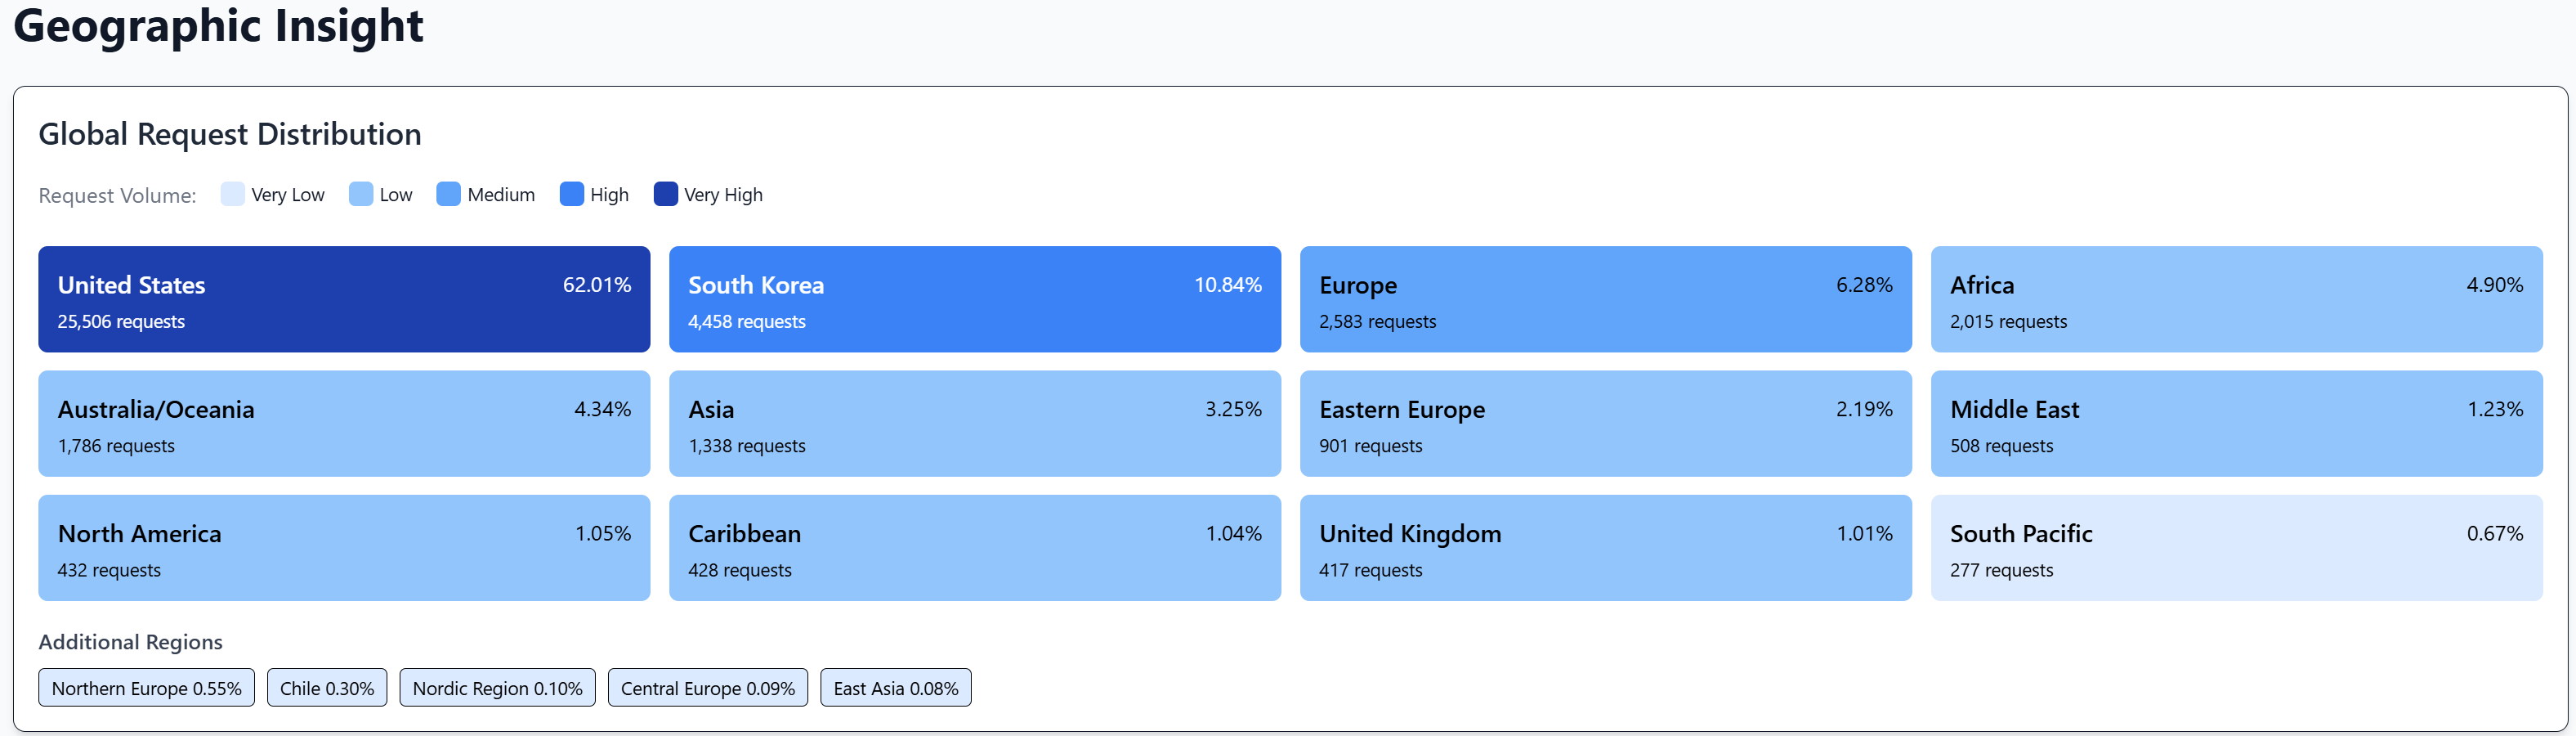 Geographic Insight
Global Request Distribution
Request Volume: Very Low Low Medium High Very High
United States 62.01%
25,506 requests
South Korea 10.84%
4,458 requests
Europe 6.28%
2,583 requests
Africa 4.90%
2,015 requests
Australia/Oceania 4.34%
1,786 requests
Asia 3.25%
1,338 requests
Eastern Europe 2.19%
901 requests
Middle East 1.23%
508 requests
North America 1.05%
432 requests
Caribbean 1.04%
428 requests
United Kingdom 1.01%
417 requests
South Pacific 0.67%
277 requests
Additional Regions
Northern Europe 0.55% Chile 0.30% Nordic Region 0.10% Central Europe 0.09% East Asia 0.08%